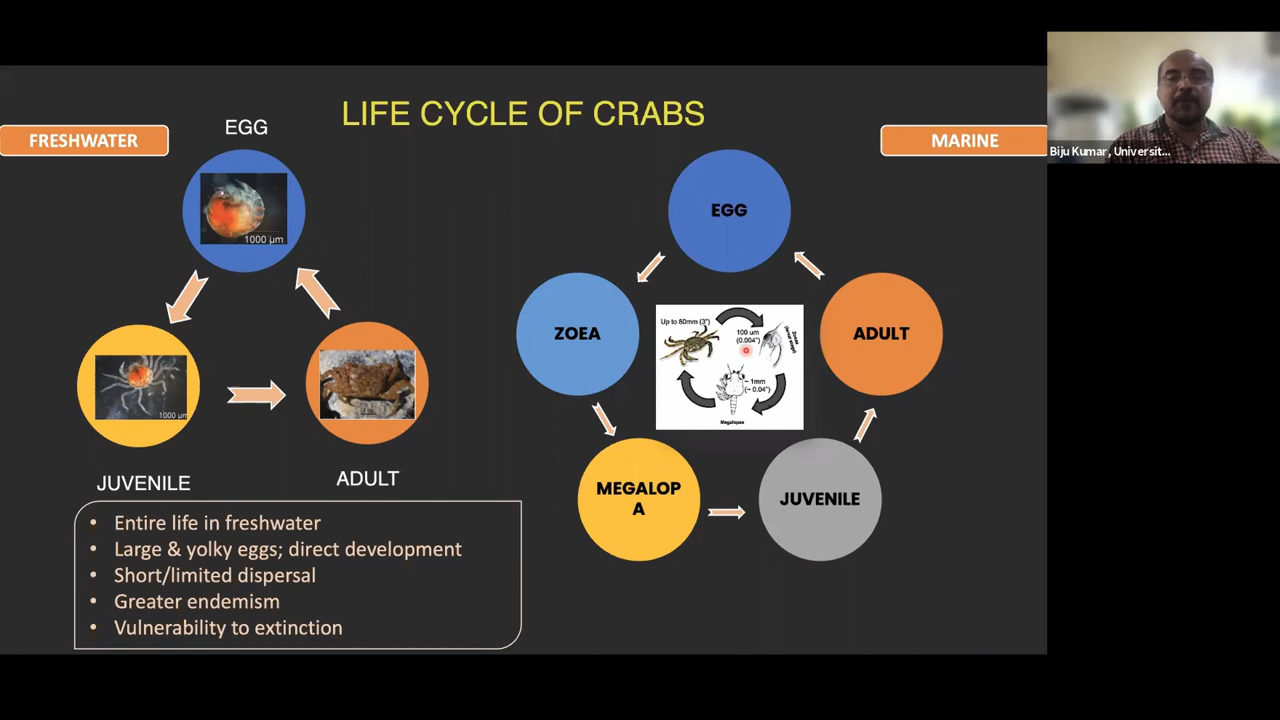 LIFE CYCLE OF CRABS
FRESHWATER
EGG
1000 µm
1000 µm
JUVENILE
ADULT
• Entire life in freshwater
• Large & yolky eggs; direct development
• Short/limited dispersal
• Greater endemism
• Vulnerability to extinction
MARINE
EGG
ZOEA
ADULT
MEGALOP
A
JUVENILE
Up to 80mm (3")
100 um
(0.004")
Zoea
~ 1mm
(~ 0.04")
Megalopae
Biju Kumar, Universit...